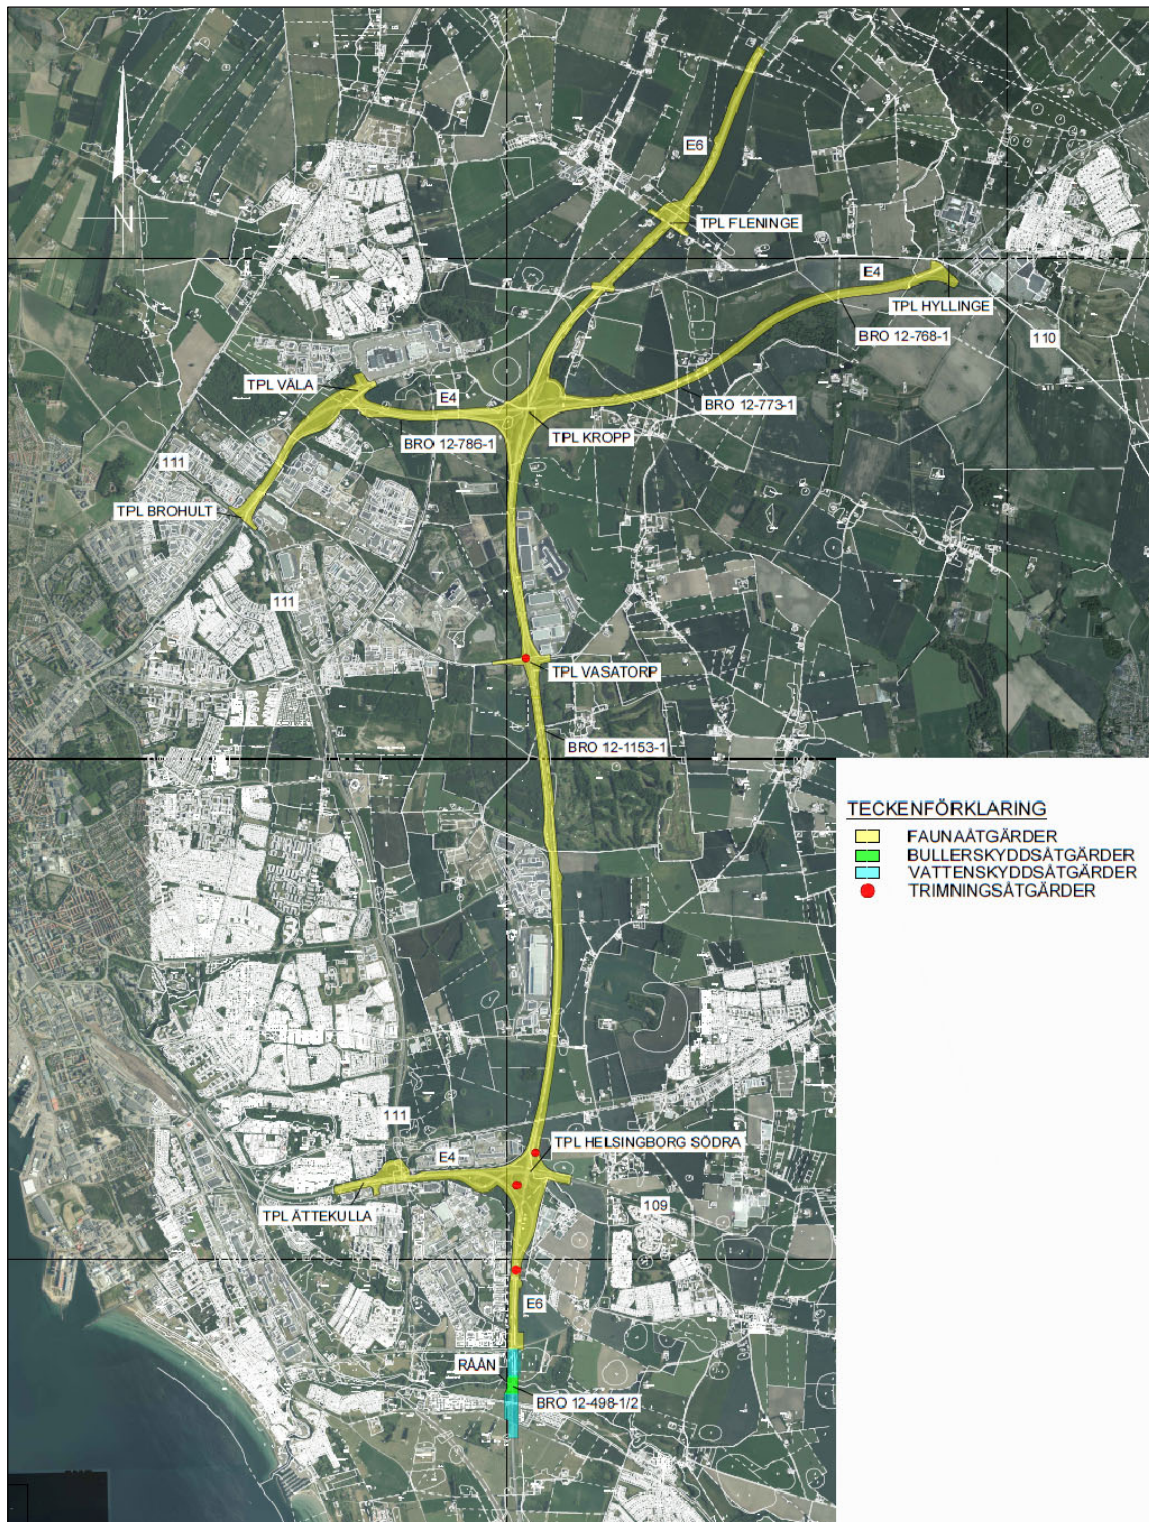 E6
TPL FLENINGE
E4
TPL HYLLINGE
BRO 12-768-1
110
TPL VÄLA
E4
BRO 12-773-1
BRO 12-786-1
TPL KROPP
111
TPL BROHULT
111
TPL VASATORP
BRO 12-1153-1
TECKENFÖRKLARING
FAUNAÅTGÄRDER
BULLERSKYDDSÅTGÄRDER
VATTENSKYDDSÅTGÄRDER
TRIMNINGSÅTGÄRDER
111
TPL HELSINGBORG SÖDRA
E4
109
TPL ÄTTEKULLA
E6
RÅÅN
BRO 12-498-1/2
N